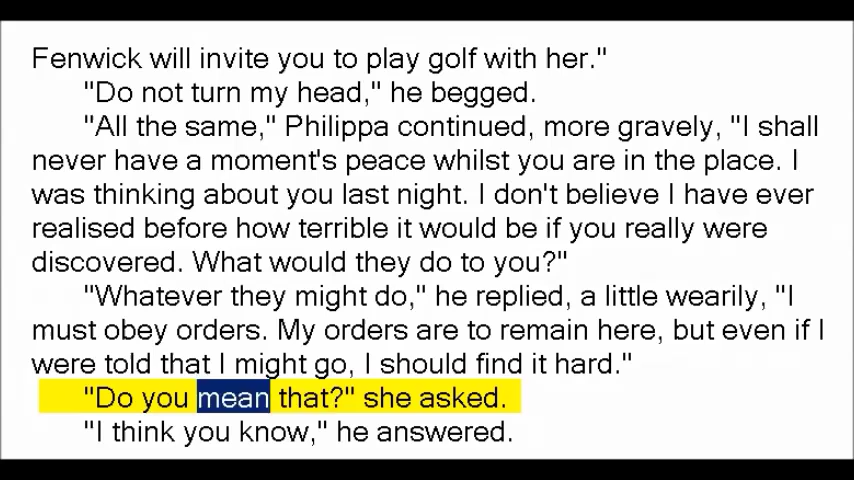 Fenwick will invite you to play golf with her."
"Do not turn my head," he begged.
"All the same," Philippa continued, more gravely, "I shall
never have a moment's peace whilst you are in the place. I
was thinking about you last night. I don't believe I have ever
realised before how terrible it would be if you really were
discovered. What would they do to you?"
"Whatever they might do," he replied, a little wearily, "I
must obey orders. My orders are to remain here, but even if I
were told that I might go, I should find it hard."
"Do you mean that?" she asked.
"I think you know," he answered.